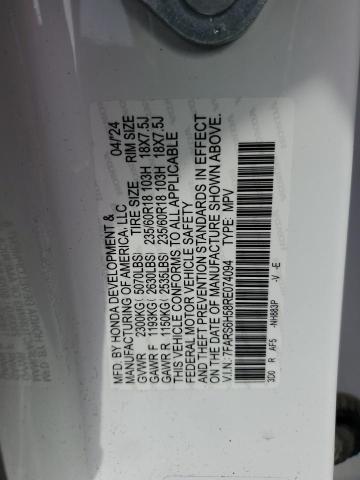 MFD. BY HONDA DEVELOPMENT & 04/'24
MANUFACTURING OF AMERICA, LLC
TIRE SIZE RIM SIZE
GVWR 2300KG( 5070LBS)
GAWR F 1193KG( 2630LBS) 235/60R18 103H 18X7.5J
GAWR R 1150KG( 2535LBS) 235/60R18 103H 18X7.5J
THIS VEHICLE CONFORMS TO ALL APPLICABLE
FEDERAL MOTOR VEHICLE SAFETY
AND THEFT PREVENTION STANDARDS IN EFFECT
ON THE DATE OF MANUFACTURE SHOWN ABOVE.
V.I.N.: 7FARS6H58RE074094 TYPE: MPV
3D0 R AF5 -NH883P -V -E